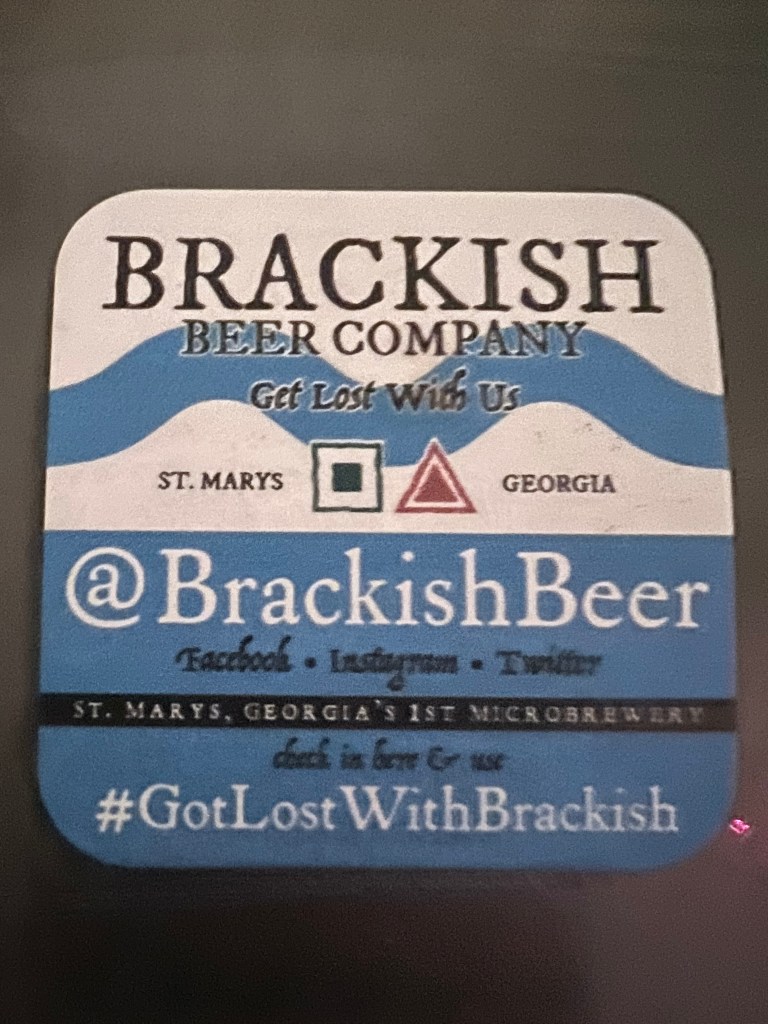 BRACKISH
BEER COMPANY
Get Lost With Us
ST. MARYS GEORGIA
@BrackishBeer
Facebook • Instagram • Twitter
ST. MARYS, GEORGIA'S 1ST MICROBREWERY
check in here & use
#GotLostWithBrackish